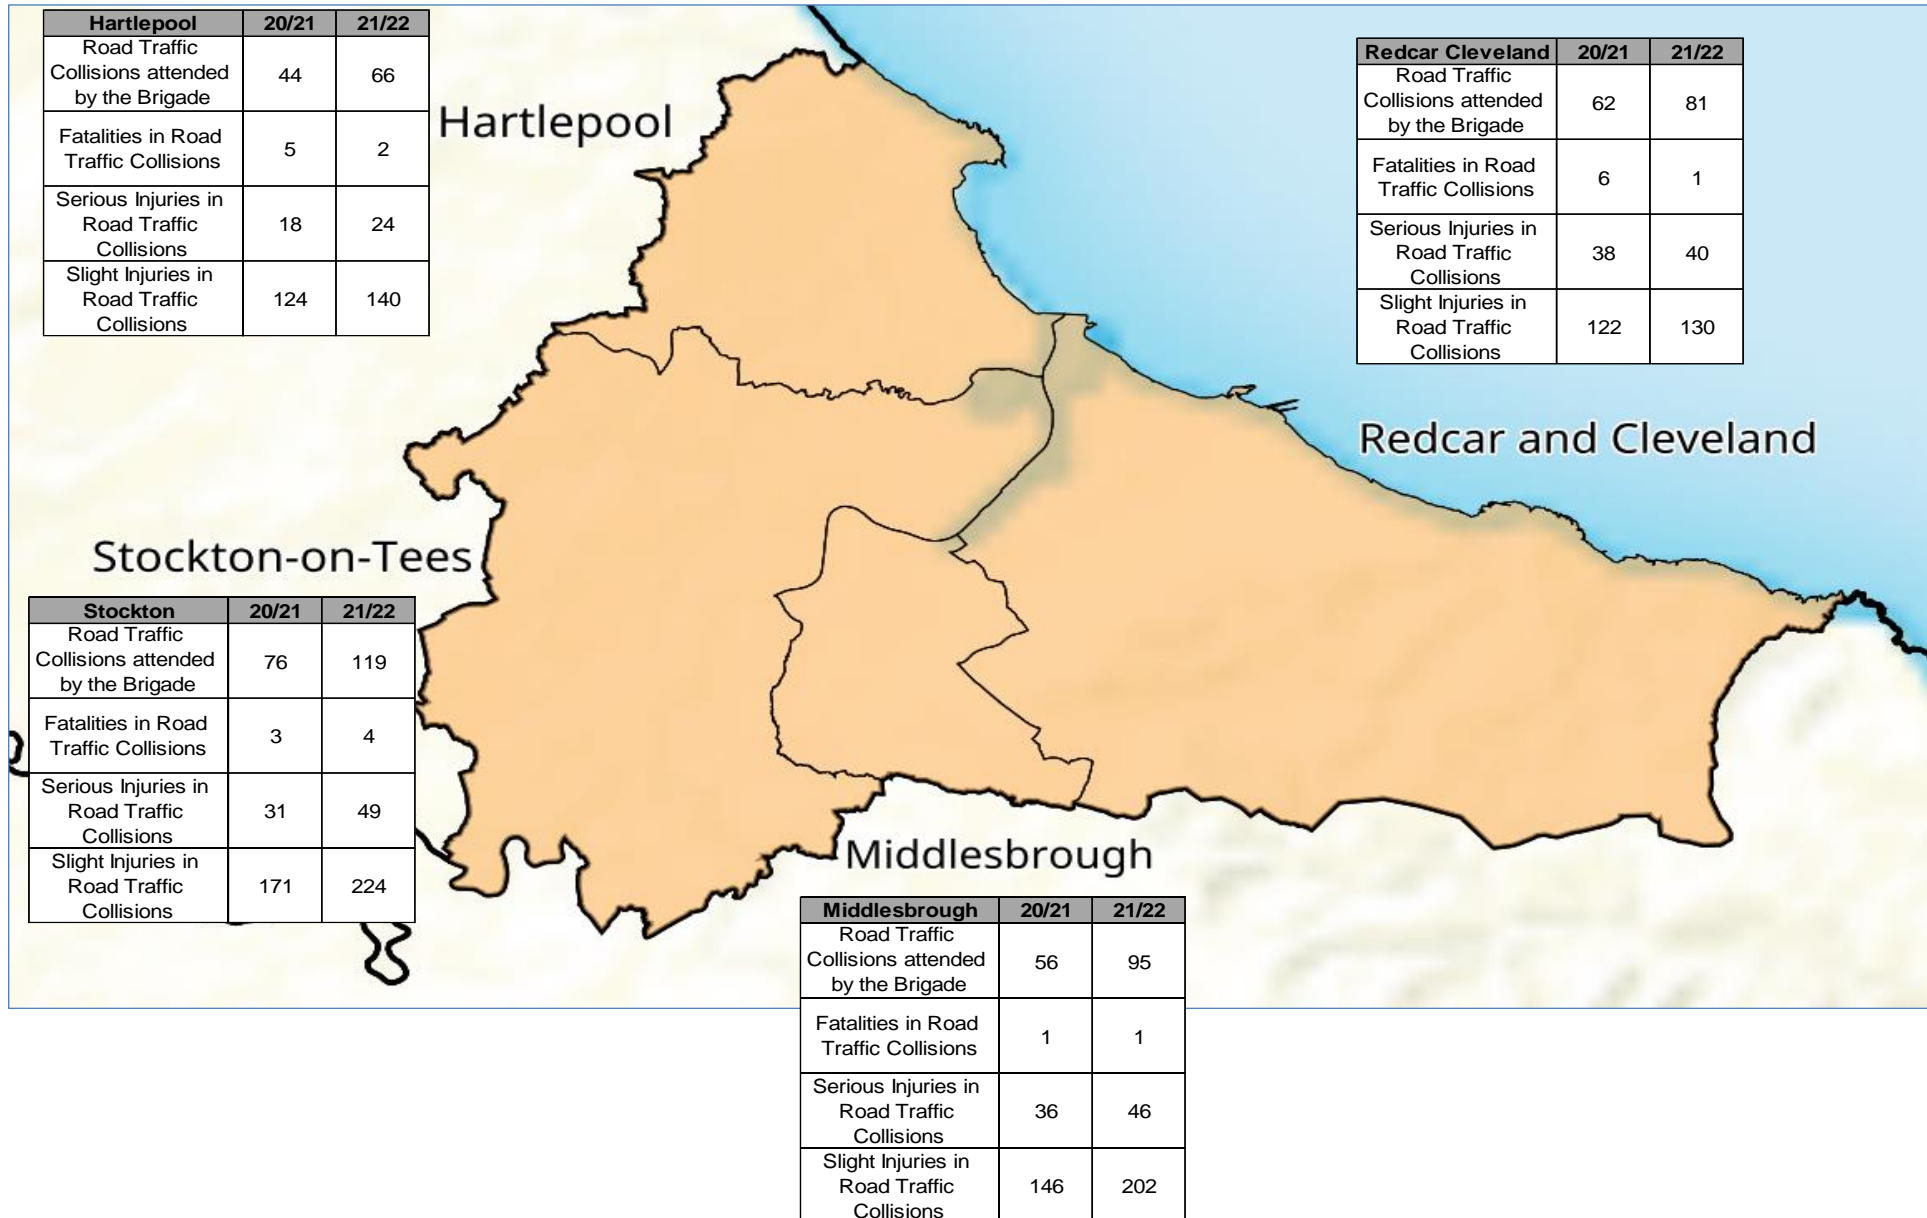 Hartlepool 20/21 21/22
Road Traffic
Collisions attended 44 66
by the Brigade
Fatalities in Road
Traffic Collisions 5 2
Serious Injuries in
Road Traffic 18 24
Collisions
Slight Injuries in
Road Traffic 124 140
Collisions
Hartlepool
Redcar Cleveland 20/21 21/22
Road Traffic
Collisions attended 62 81
by the Brigade
Fatalities in Road
Traffic Collisions 6 1
Serious Injuries in
Road Traffic 38 40
Collisions
Slight Injuries in
Road Traffic 122 130
Collisions
Redcar and Cleveland
Stockton-on-Tees
Stockton 20/21 21/22
Road Traffic
Collisions attended 76 119
by the Brigade
Fatalities in Road
Traffic Collisions 3 4
Serious Injuries in
Road Traffic 31 49
Collisions
Slight Injuries in
Road Traffic 171 224
Collisions
Middlesbrough
Middlesbrough 20/21 21/22
Road Traffic
Collisions attended 56 95
by the Brigade
Fatalities in Road
Traffic Collisions 1 1
Serious Injuries in
Road Traffic 36 46
Collisions
Slight Injuries in
Road Traffic 146 202
Collisions